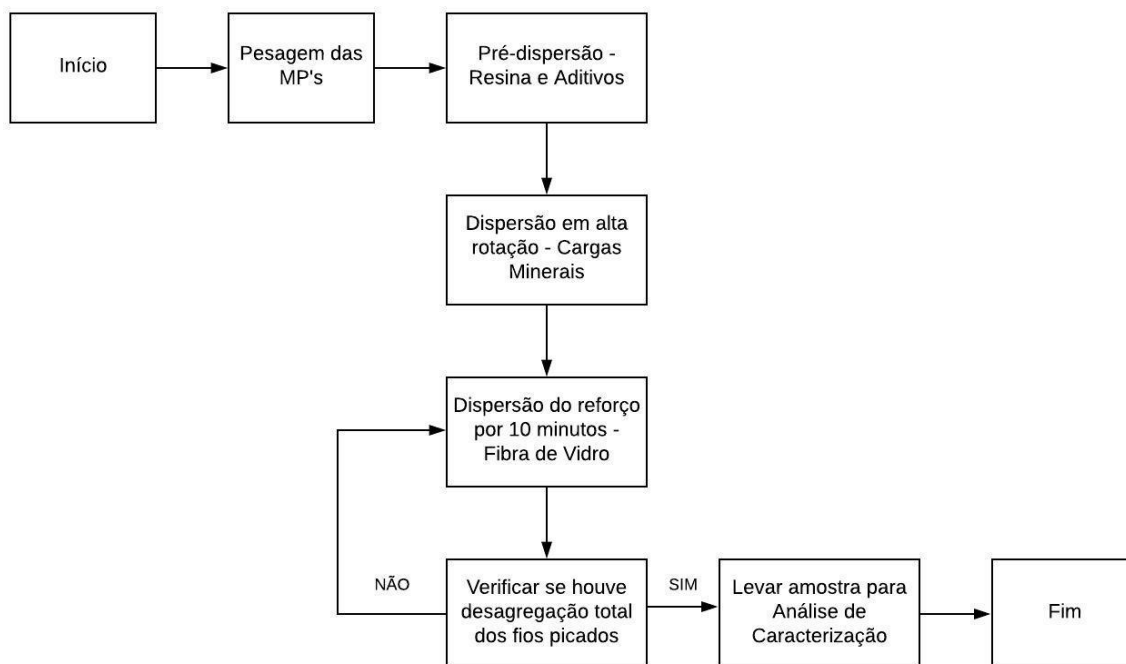 Início
Pesagem das
MP's
Pré-dispersão -
Resina e Aditivos
Dispersão em alta
rotação - Cargas
Minerais
Dispersão do reforço
por 10 minutos -
Fibra de Vidro
NÃO
Verificar se houve
desagregação total
dos fios picados
SIM
Levar amostra para
Análise de
Caracterização
Fim